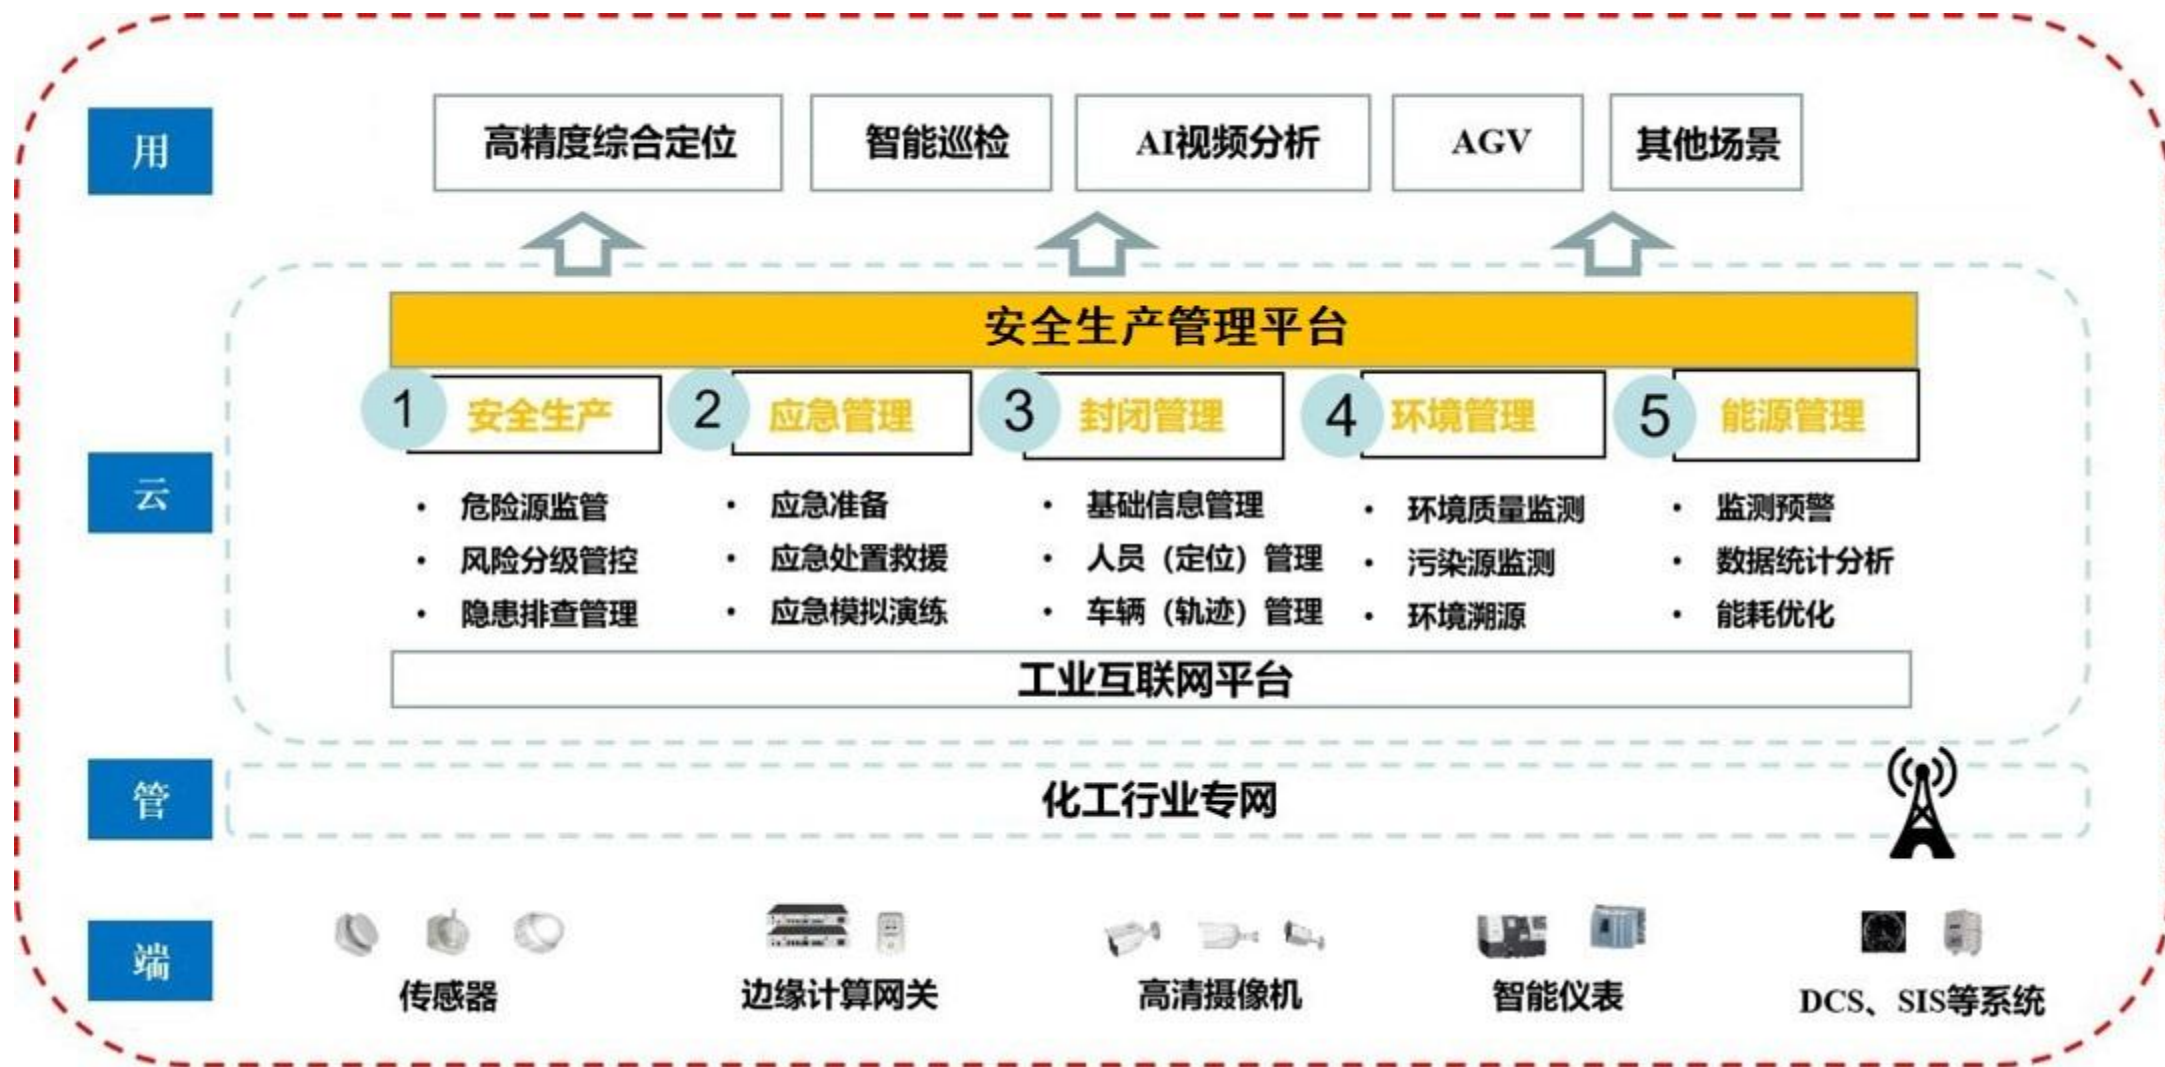 用
高精度综合定位
智能巡检
AI视频分析
AGV
其他场景
云
安全生产管理平台
1
安全生产
危险源监管
风险分级管控
隐患排查管理
2
应急管理
应急准备
应急处置救援
应急模拟演练
3
封闭管理
基础信息管理
人员（定位）管理
车辆（轨迹）管理
4
环境管理
环境质量监测
污染源监测
环境溯源
5
能源管理
监测预警
数据统计分析
能耗优化
工业互联网平台
管
化工行业专网
端
传感器
边缘计算网关
高清摄像机
智能仪表
DCS、SIS等系统